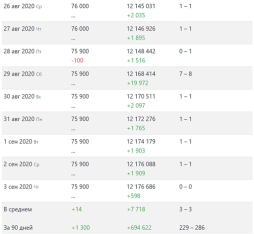 26 авг 2020 Ср 76 000 12 145 031 1 – 1
... +2 035
27 авг 2020 Чт 76 000 12 146 926 1 – 1
... +1 895
28 авг 2020 Пт 75 900 12 148 442 0 – 1
-100 +1 516
29 авг 2020 Сб 75 900 12 168 414 7 – 8
... +19 972
30 авг 2020 Вс 75 900 12 170 511 1 – 2
... +2 097
31 авг 2020 Пн 75 900 12 172 276 1 – 1
... +1 765
1 сен 2020 Вт 75 900 12 174 179 1 – 1
... +1 903
2 сен 2020 Ср 75 900 12 176 088 1 – 1
... +1 909
3 сен 2020 Чт 75 900 12 176 686 0 – 0
... +598
В среднем +14 +7 718 3 – 3
За 90 дней +1 300 +694 622 229 – 286